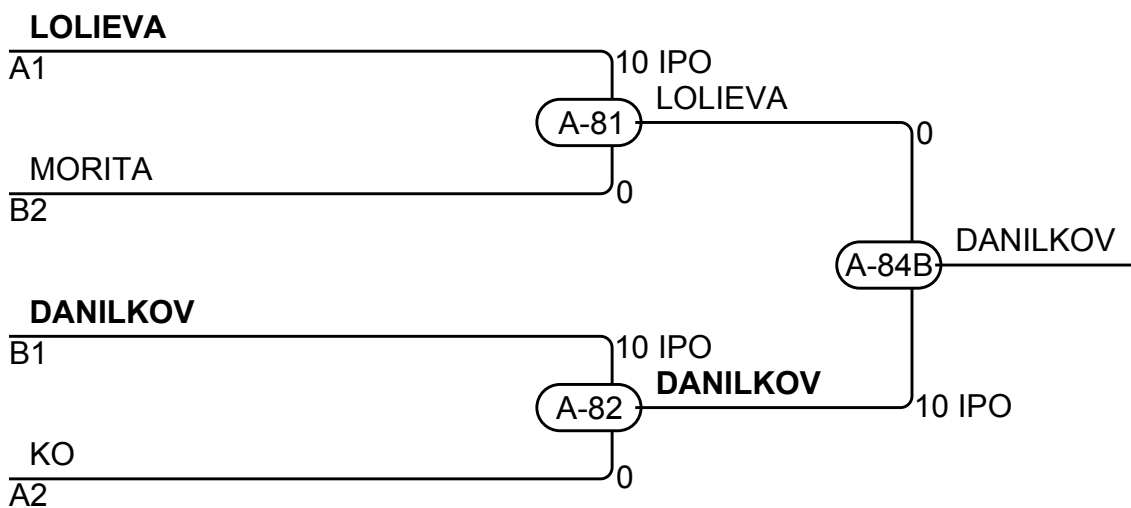 LOLIEVA
A1
10 IPO
LOLIEVA
A-81
0
MORITA
0
B2
DANILKOV
A-84B
DANILKOV
B1
10 IPO
DANILKOV
A-82
10 IPO
KO
0
A2